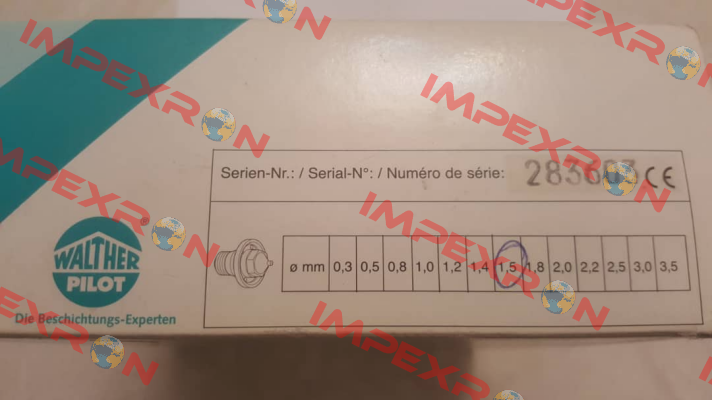 Serien-Nr.: / Serial-N°: / Numéro de série: 283663 CE
ø mm 0,3 0,5 0,8 1,0 1,2 1,4 1,5 1,8 2,0 2,2 2,5 3,0 3,5
WALTHER ®
PILOT
Die Beschichtungs-Experten
IMPEXRON
IMPEXRON
IMPEXRON
IMPEXRON
IMPEXRON
IMPEXRON